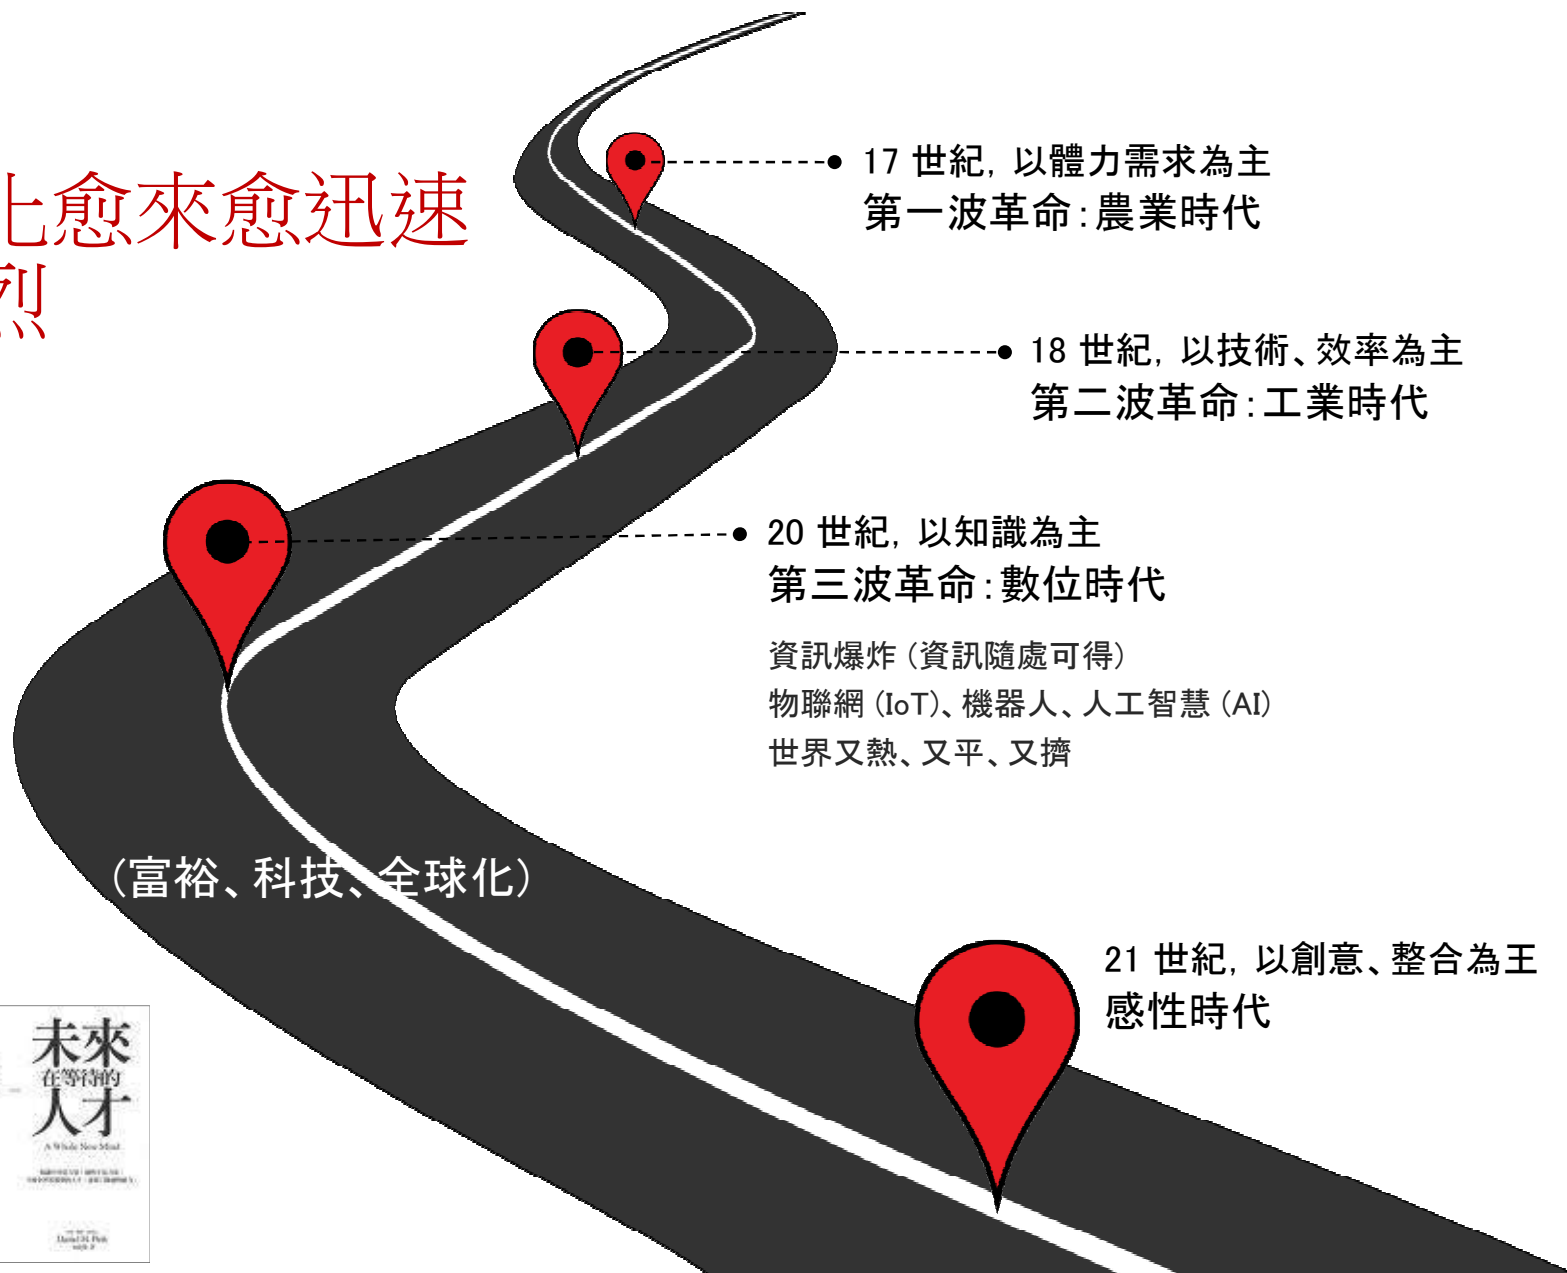 愈來愈迅速
烈
17 世紀, 以體力需求為主
第一波革命:農業時代
18 世紀, 以技術、效率為主
第二波革命:工業時代
20 世紀, 以知識為主
第三波革命:數位時代
資訊爆炸 (資訊隨處可得)
物聯網 (IoT)、機器人、人工智慧 (AI)
世界又熱、又平、又擠
(富裕、科技、全球化)
21 世紀, 以創意、整合為王
感性時代
未來
在等待的
人才
A Whole New Mind
Daniel H. Pink